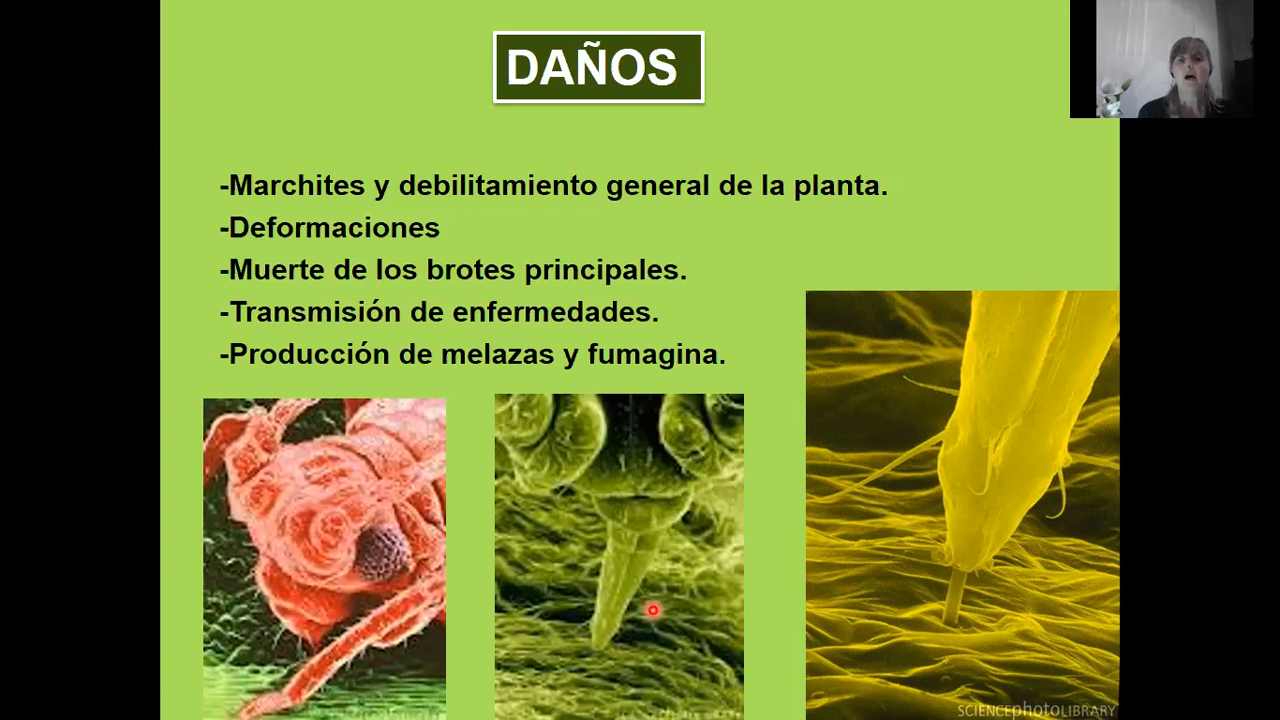 DAÑOS
-Marchites y debilitamiento general de la planta.
-Deformaciones
-Muerte de los brotes principales.
-Transmisión de enfermedades.
-Producción de melazas y fumagina.
SCIENCEphotoLIBRARY